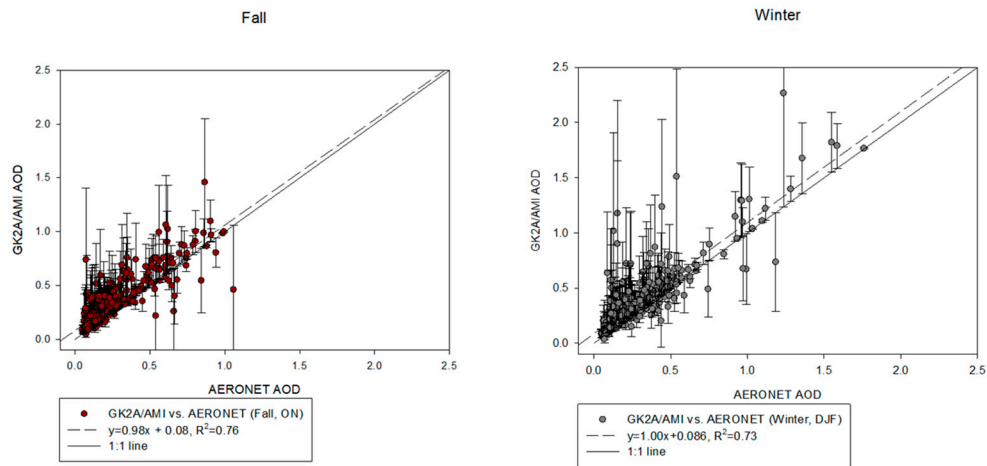 Fall
2.5
2.0
1.5
1.0
0.5
0.0
GK2A/AMI AOD
0.0 0.5 1.0 1.5 2.0 2.5
AERONET AOD
GK2A/AMI vs. AERONET (Fall, ON)
y=0.98x + 0.08, R²=0.76
1:1 line
Winter
2.5
2.0
1.5
1.0
0.5
0.0
GK2A/AMI AOD
0.0 0.5 1.0 1.5 2.0 2.5
AERONET AOD
GK2A/AMI vs. AERONET (Winter, DJF)
y=1.00x+0.086, R²=0.73
1:1 line